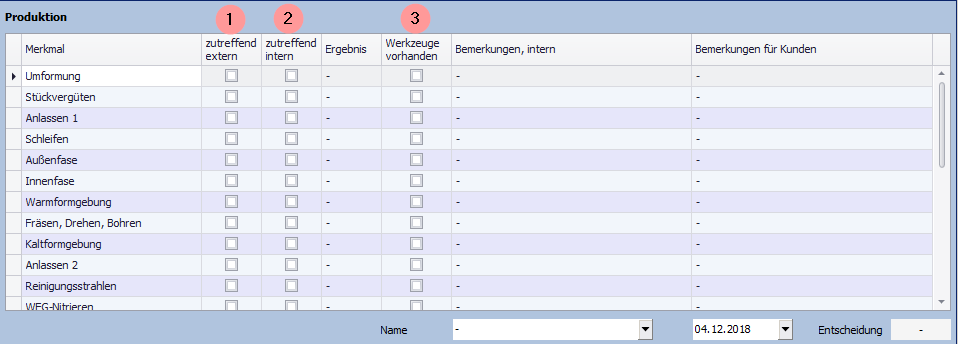 Produktion
1 2 3
Merkmal zutreffend extern zutreffend intern Ergebnis Werkzeuge vorhanden Bemerkungen, intern Bemerkungen für Kunden
Umformung - - -
Stückvergüten - - -
Anlassen 1 - - -
Schleifen - - -
Außenfase - - -
Innenfase - - -
Warmformgebung - - -
Fräsen, Drehen, Bohren - - -
Kaltformgebung - - -
Anlassen 2 - - -
Reinigungsstrahlen - - -
WEG-Nitrieren - - -
Name - 04.12.2018 Entscheidung -